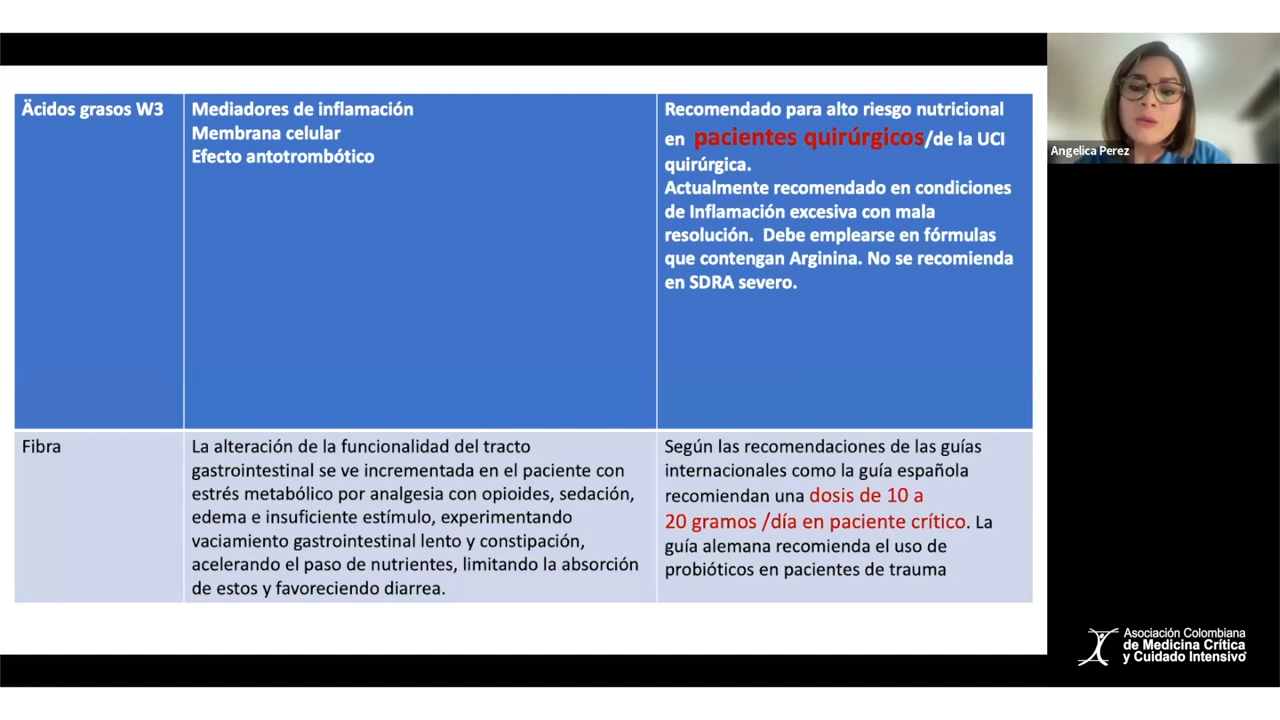 Äcidos grasos W3
Mediadores de inflamación
Membrana celular
Efecto antotrombótico
Recomendado para alto riesgo nutricional
en pacientes quirúrgicos/de la UCI
quirúrgica.
Actualmente recomendado en condiciones
de Inflamación excesiva con mala
resolución. Debe emplearse en fórmulas
que contengan Arginina. No se recomienda
en SDRA severo.
Fibra
La alteración de la funcionalidad del tracto
gastrointestinal se ve incrementada en el paciente con
estrés metabólico por analgesia con opioides, sedación,
edema e insuficiente estímulo, experimentando
vaciamiento gastrointestinal lento y constipación,
acelerando el paso de nutrientes, limitando la absorción
de estos y favoreciendo diarrea.
Según las recomendaciones de las guías
internacionales como la guía española
recomiendan una dosis de 10 a
20 gramos /día en paciente crítico. La
guía alemana recomienda el uso de
probióticos en pacientes de trauma
Angelica Perez
Asociación Colombiana
de Medicina Crítica
y Cuidado Intensivo